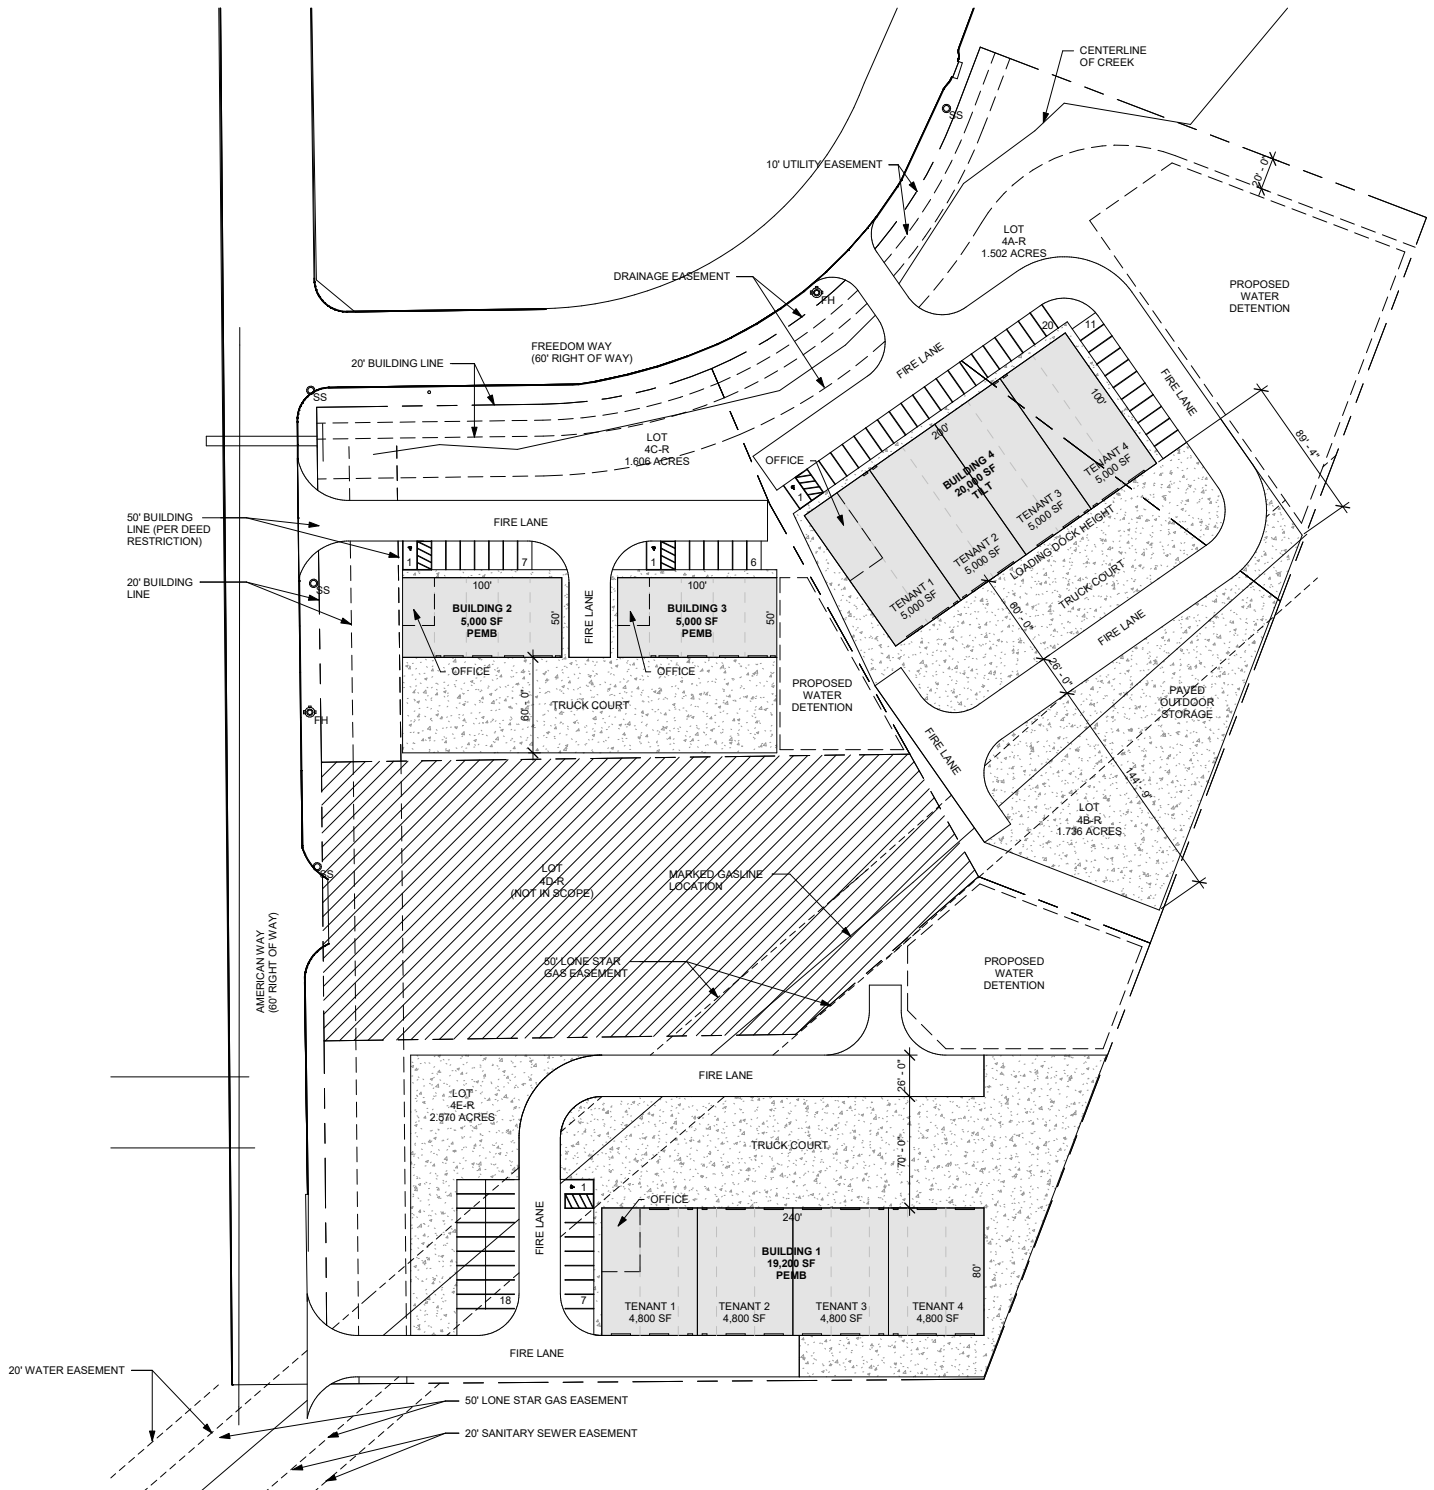 CENTERLINE
OF CREEK
SS
10' UTILITY EASEMENT
20' - 0"
LOT
4A-R
1.502 ACRES
DRAINAGE EASEMENT
PROPOSED
WATER
DETENTION
FH
FREEDOM WAY
(60' RIGHT OF WAY)
20' BUILDING LINE
20
11
FIRE LANE
FIRE LANE
SS
100'
200'
89' - 4"
LOT
4C-R
1.606 ACRES
OFFICE
BUILDING 4
20,000 SF
TILT
TENANT 4
5,000 SF
TENANT 3
5,000 SF
TENANT 2
5,000 SF
TENANT 1
5,000 SF
1
LOADING DOCK HEIGHT
TRUCK COURT
50' BUILDING
LINE (PER DEED
RESTRICTION)
FIRE LANE
1
7
1
6
20' BUILDING
LINE
SS
100'
BUILDING 2
5,000 SF
PEMB
50'
FIRE LANE
100'
BUILDING 3
5,000 SF
PEMB
50'
60' - 0"
FIRE LANE
26' - 0"
OFFICE
OFFICE
PROPOSED
WATER
DETENTION
PAVED
OUTDOOR
STORAGE
60' - 0"
TRUCK COURT
FH
FIRE LANE
144' - 9"
LOT
4B-R
1.736 ACRES
LOT
4D-R
(NOT IN SCOPE)
SS
MARKED GASLINE
LOCATION
AMERICAN WAY
(60' RIGHT OF WAY)
50' LONE STAR
GAS EASEMENT
PROPOSED
WATER
DETENTION
FIRE LANE
26' - 0"
LOT
4E-R
2.570 ACRES
TRUCK COURT
70' - 0"
1
OFFICE
FIRE LANE
240'
BUILDING 1
19,200 SF
PEMB
80'
18
7
TENANT 1
4,800 SF
TENANT 2
4,800 SF
TENANT 3
4,800 SF
TENANT 4
4,800 SF
FIRE LANE
20' WATER EASEMENT
50' LONE STAR GAS EASEMENT
20' SANITARY SEWER EASEMENT